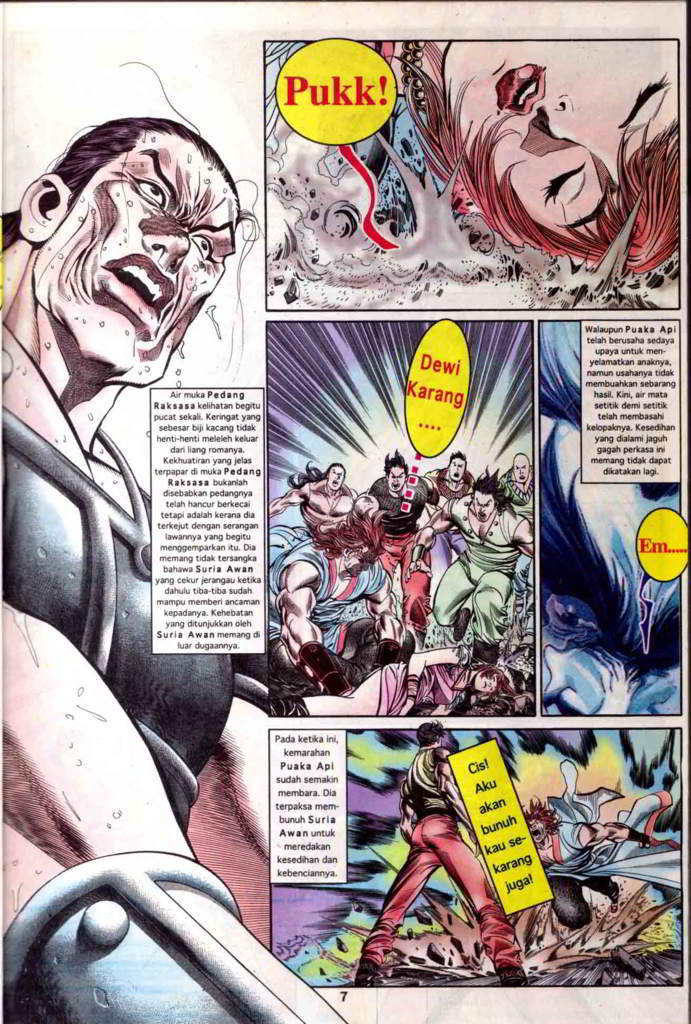 Pukk!
Air muka Pedang
Raksasa kelihatan begitu
pucat sekali. Keringat yang
sebesar biji kacang tidak
henti-henti meleleh keluar
dari liang romanya.
Kekhuatiran yang jelas
terpapar di muka Pedang
Raksasa bukanlah
disebabkan pedangnya
telah hancur berkecai
tetapi adalah kerana dia
terkejut dengan serangan
lawannya yang begitu
menggemparkan itu. Dia
memang tidak tersangka
bahawa Suria Awan
yang cekur jerangau ketika
dahulu tiba-tiba sudah
mampu memberi ancaman
kepadanya. Kehebatan
yang ditunjukkan oleh
Suria Awan memang di
luar dugaannya.
Dewi
Karang
....
Walaupun Puaka Api
telah berusaha sedaya
upaya untuk men-
yelamatkan anaknya,
namun usahanya tidak
membuahkan sebarang
hasil. Kini, air mata
setitik demi setitik
telah membasahi
kelopaknya. Kesedihan
yang dialami jaguh
gagah perkasa ini
memang tidak dapat
dikatakan lagi.
Em.....
Pada ketika ini,
kemarahan
Puaka Api
sudah semakin
membara. Dia
terpaksa mem-
bunuh Suria
Awan untuk
meredakan
kesedihan dan
kebenciannya.
Cis!
Aku
akan
bunuh
kau se-
karang
juga!
7